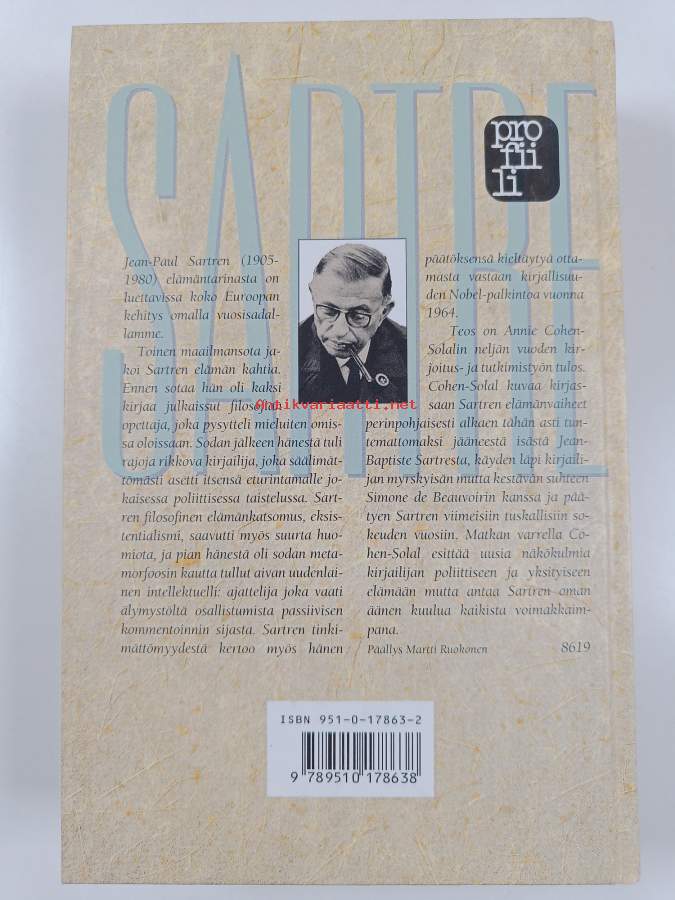 SARTRE
pro
fii
li
Jean-Paul Sartren (1905-
1980) elämäntarinasta on
luettavissa koko Euroopan
kehitys omalla vuosisadal-
lamme.
Toinen maailmansota ja-
koi Sartren elämän kahtia.
Ennen sotaa hän oli kaksi
kirjaa julkaissut filosofian
opettaja, joka pysytteli mieluiten omis-
sa oloissaan. Sodan jälkeen hänestä tuli
rajoja rikkova kirjailija, joka säälimät-
tömästi asetti itsensä eturintamalle jo-
kaisessa poliittisessa taistelussa. Sart-
ren filosofinen elämänkatsomus, eksis-
tentialismi, saavutti myös suurta huo-
miota, ja pian hänestä oli sodan meta-
morfoosin kautta tullut aivan uudenlai-
nen intellektuelli: ajattelija joka vaati
älymystöltä osallistumista passiivisen
kommentoinnin sijasta. Sartren tinki-
mättömyydestä kertoo myös hänen
päätöksensä kieltäytyä otta-
masta vastaan kirjallisuu-
den Nobel-palkintoa vuonna
1964.
Teos on Annie Cohen-
Solalin neljän vuoden kir-
joitus- ja tutkimistyön tulos.
Cohen-Solal kuvaa kirjas-
saan Sartren elämänvaiheet
perinpohjaisesti alkaen tähän asti tun-
temattomaksi jääneestä isästä Jean-
Baptiste Sartresta, käyden läpi kirjaili-
jan myrskyisän mutta kestävän suhteen
Simone de Beauvoirin kanssa ja pää-
tyen Sartren viimeisiin tuskallisiin so-
keuden vuosiin. Matkan varrella Co-
hen-Solal esittää uusia näkökulmia
kirjailijan poliittiseen ja yksityiseen
elämään mutta antaa Sartren oman
äänen kuulua kaikista voimakkaim-
pana.
Päällys Martti Ruokonen 8619
Antikvariaatti.net
ISBN 951-0-17863-2
9 789510 178638